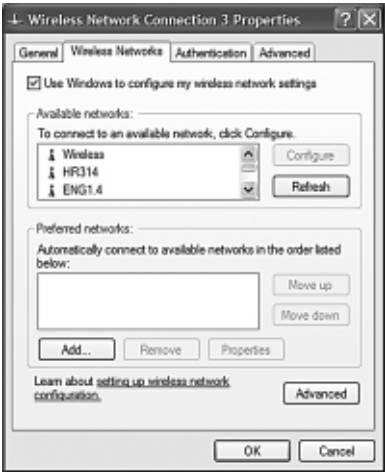 Wireless Network Connection 3 Properties
General Wireless Networks Authentication Advanced
Use Windows to configure my wireless network settings
Available networks:
To connect to an available network, click Configure.
Wireless
HR314
ENG1.4
Configure
Refresh
Preferred networks:
Automatically connect to available networks in the order listed
below:
Move up
Move down
Add... Remove Properties
Learn about setting up wireless network
configuration.
Advanced
OK Cancel